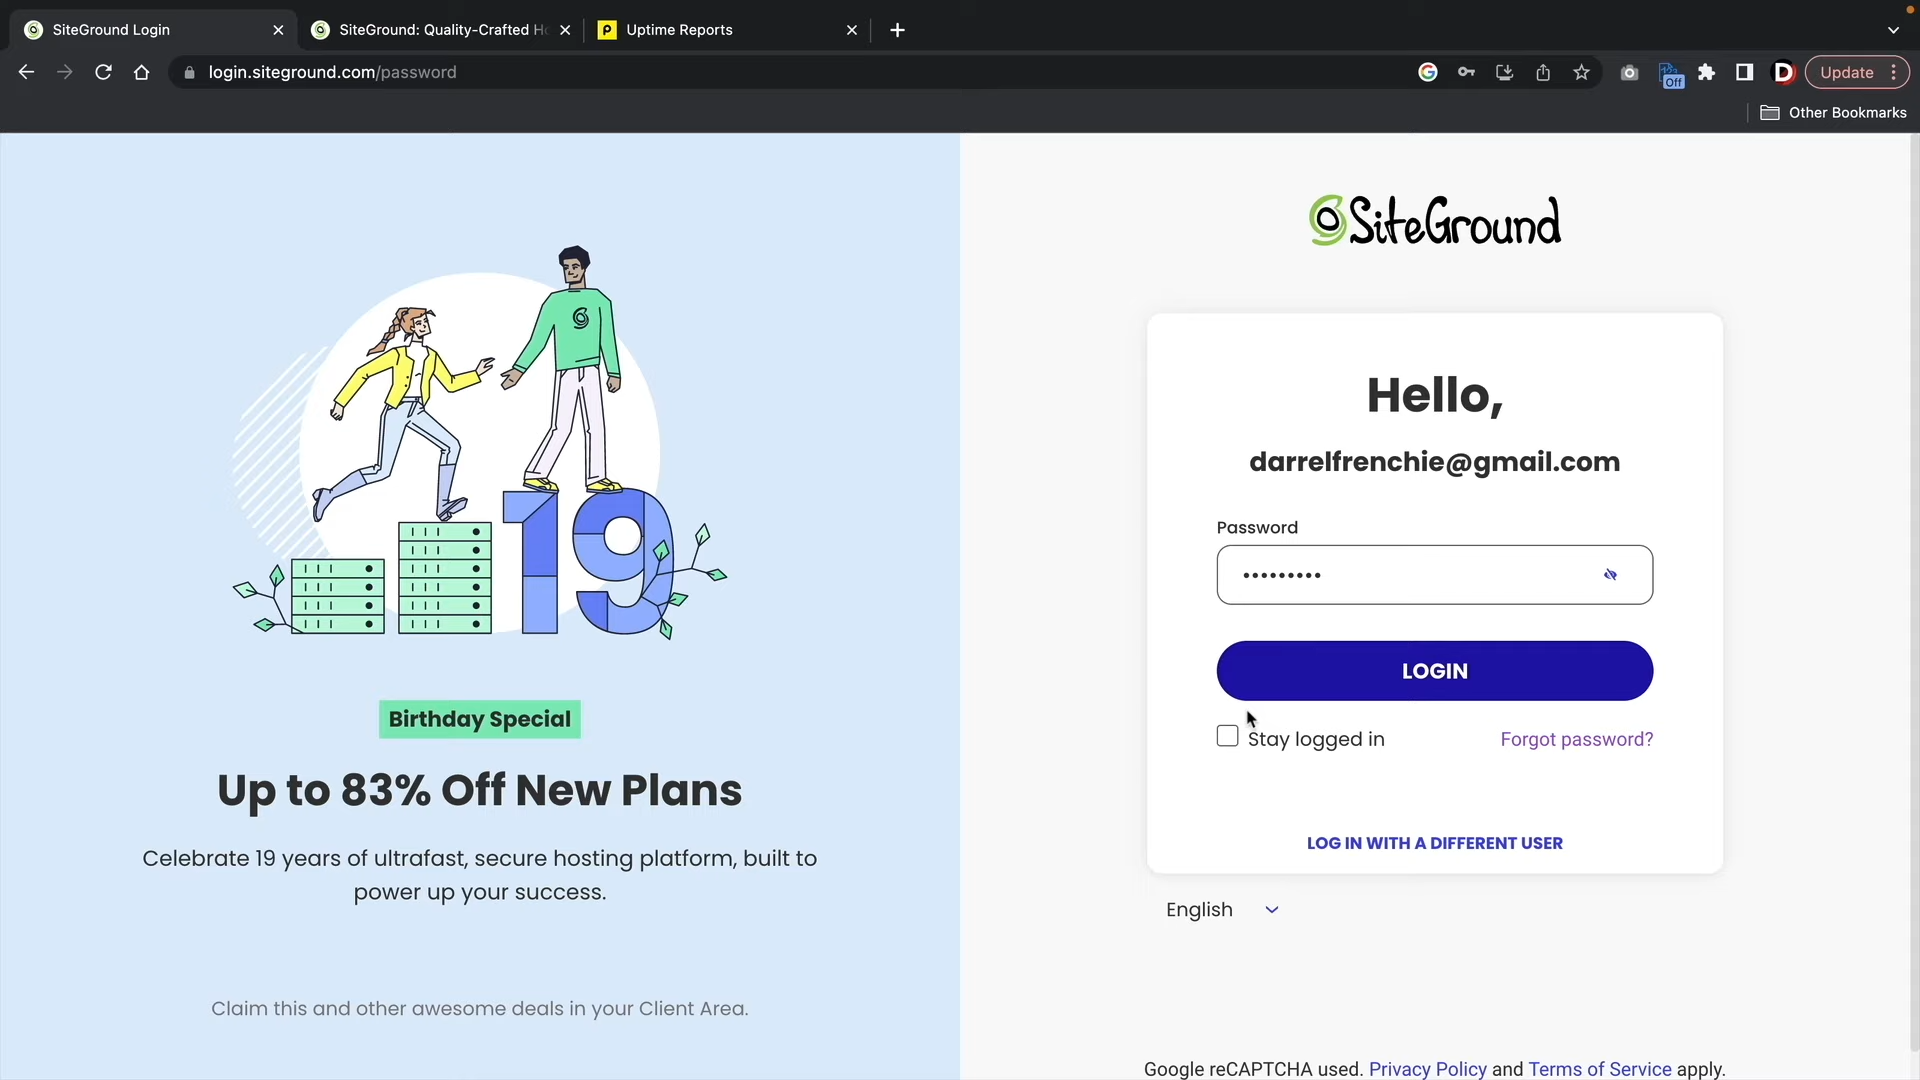 SiteGround Login
SiteGround: Quality-Crafted H
Uptime Reports
login.siteground.com/password
Off
Update
Other Bookmarks
SiteGround
Hello,
darrelfrenchie@gmail.com
Password
•••••••••
LOGIN
Stay logged in
Forgot password?
LOG IN WITH A DIFFERENT USER
English
Google reCAPTCHA used. Privacy Policy and Terms of Service apply.
19
Birthday Special
Up to 83% Off New Plans
Celebrate 19 years of ultrafast, secure hosting platform, built to
power up your success.
Claim this and other awesome deals in your Client Area.